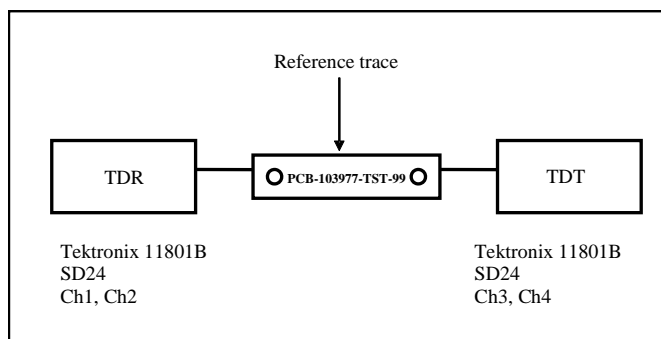 Reference trace
TDR
PCB-103977-TST-99
TDT
Tektronix 11801B
SD24
Ch1, Ch2
Tektronix 11801B
SD24
Ch3, Ch4